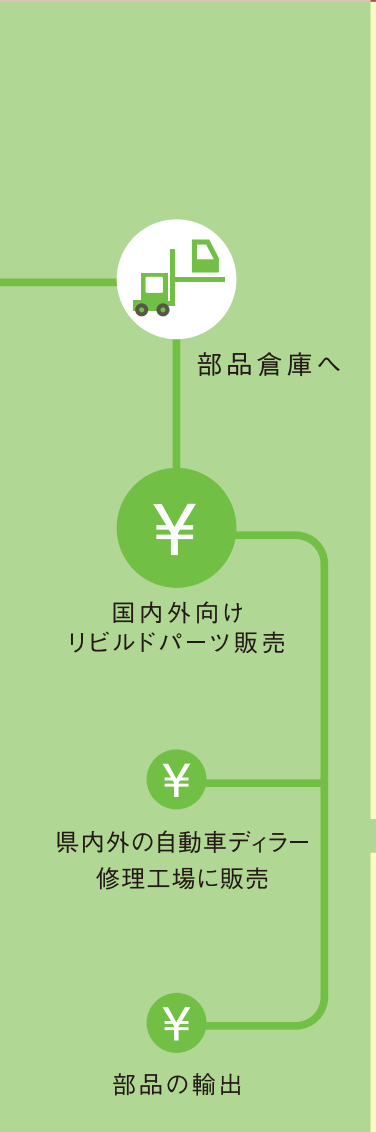 部品倉庫へ
¥
国内外向け
リビルドパーツ販売
¥
県内外の自動車ディラー
修理工場に販売
¥
部品の輸出